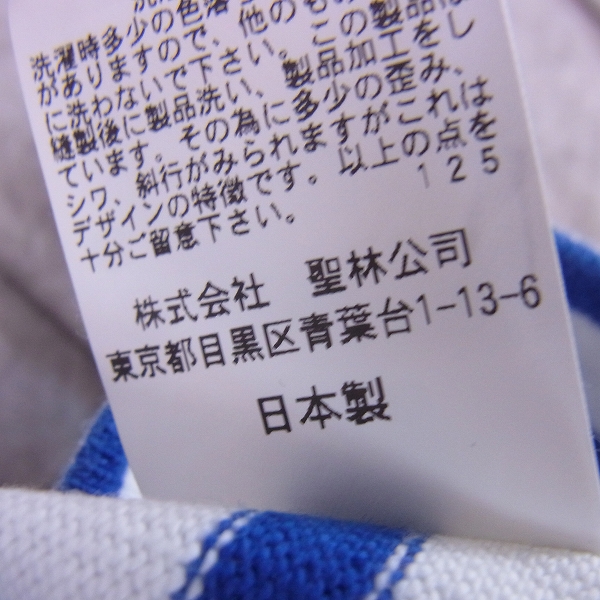 洗濯時多少の色落
がありますので、他のもの
に洗わないで下さい。この製品は
縫製後に製品洗い、製品加工をし
ています。その為に多少の歪み、
シワ、斜行がみられますがこれは
デザインの特徴です。以上の点を
十分ご留意下さい。
125
株式会社 聖林公司
東京都目黒区青葉台1-13-6
日本製